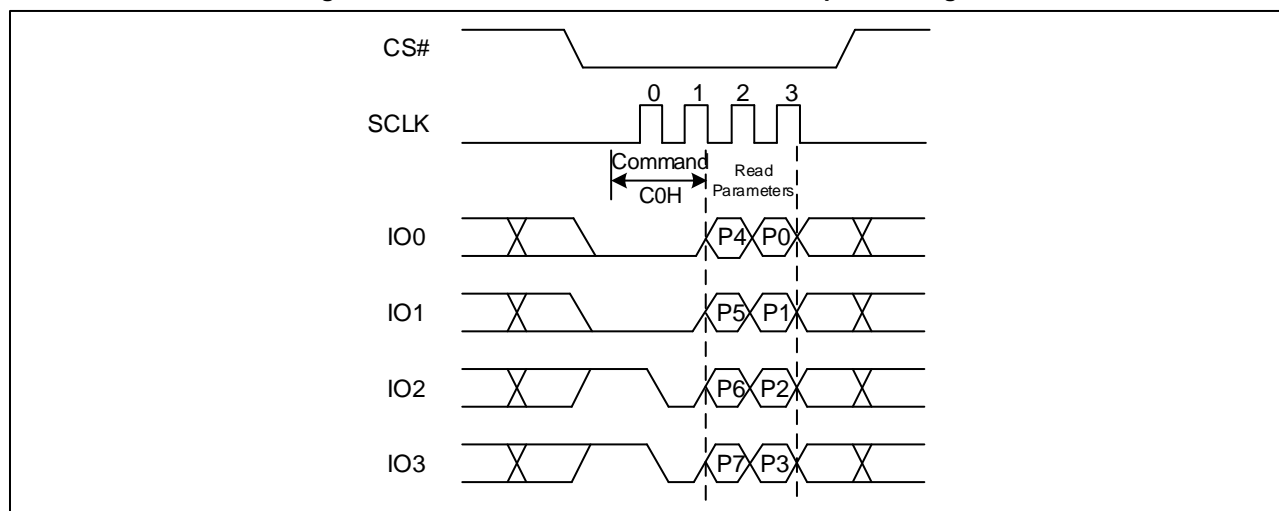 CS#
0 1 2 3
SCLK
Command
Read
C0H
Parameters
IO0
P4 P0
IO1
P5 P1
IO2
P6 P2
IO3
P7 P3